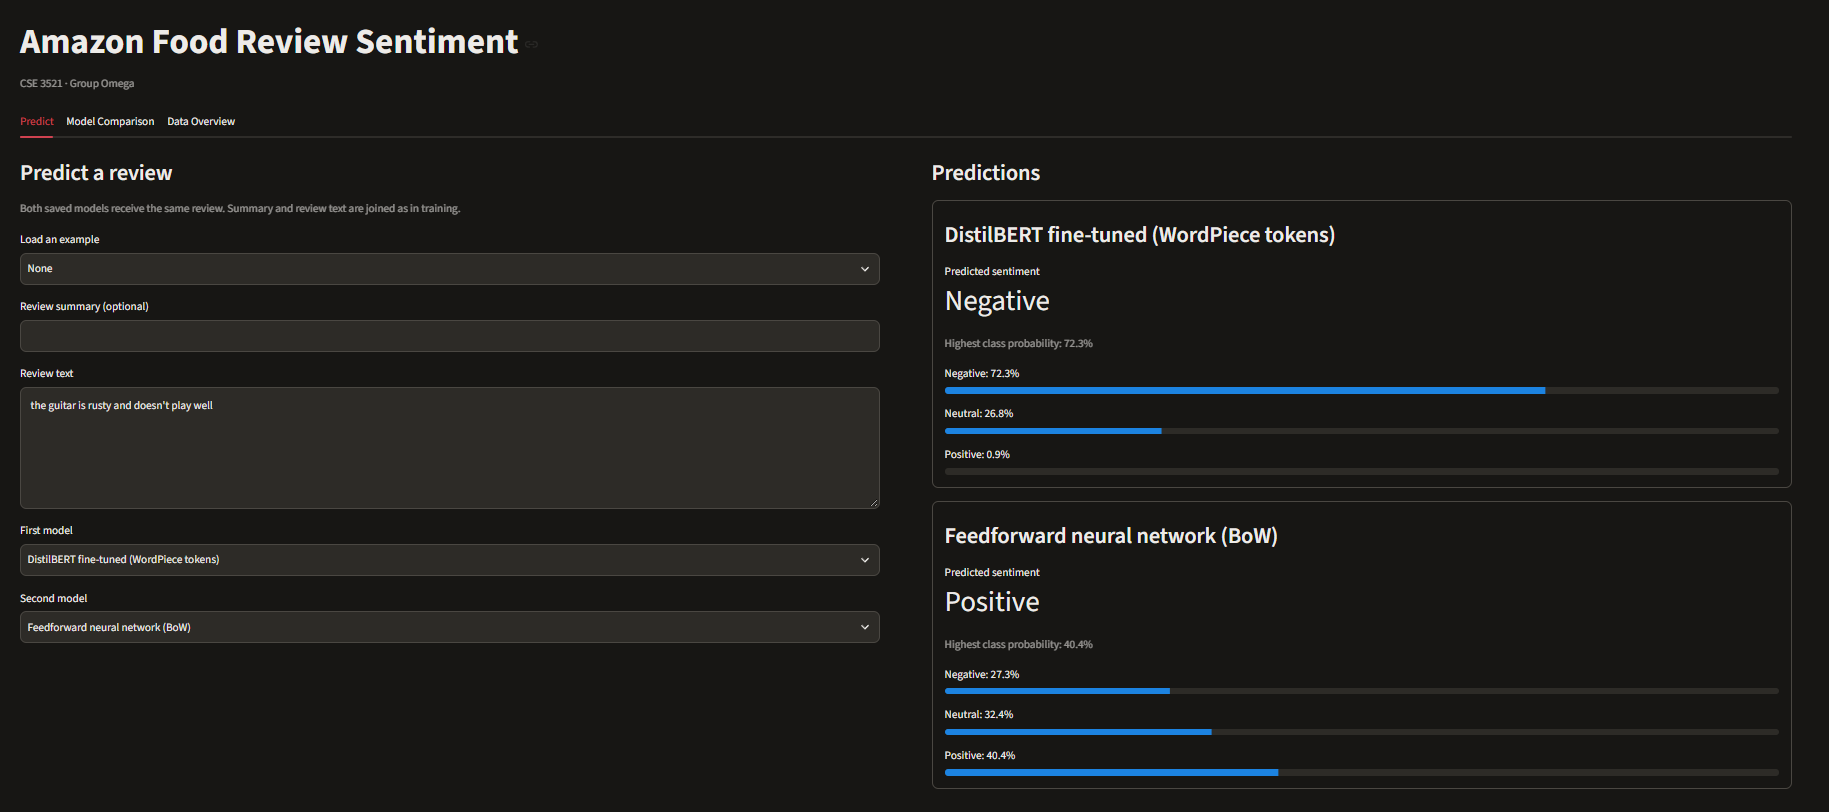 Amazon Food Review Sentiment
CSE 3521 · Group Omega
Predict
Model Comparison
Data Overview
Predict a review
Both saved models receive the same review. Summary and review text are joined as in training.
Load an example
None
Review summary (optional)
Review text
the guitar is rusty and doesn't play well
First model
DistilBERT fine-tuned (WordPiece tokens)
Second model
Feedforward neural network (BoW)
Predictions
DistilBERT fine-tuned (WordPiece tokens)
Predicted sentiment
Negative
Highest class probability: 72.3%
Negative: 72.3%
Neutral: 26.8%
Positive: 0.9%
Feedforward neural network (BoW)
Predicted sentiment
Positive
Highest class probability: 40.4%
Negative: 27.3%
Neutral: 32.4%
Positive: 40.4%